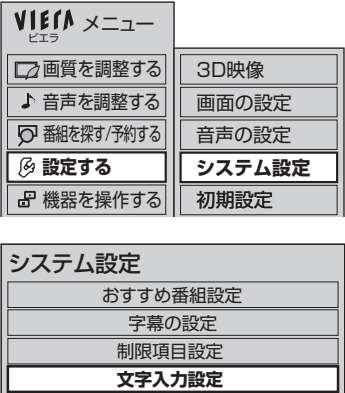 VIERA メニュー
ビエラ
画質を調整する
音声を調整する
番組を探す/予約する
設定する
機器を操作する
3D映像
画面の設定
音声の設定
システム設定
初期設定
システム設定
おすすめ番組設定
字幕の設定
制限項目設定
文字入力設定